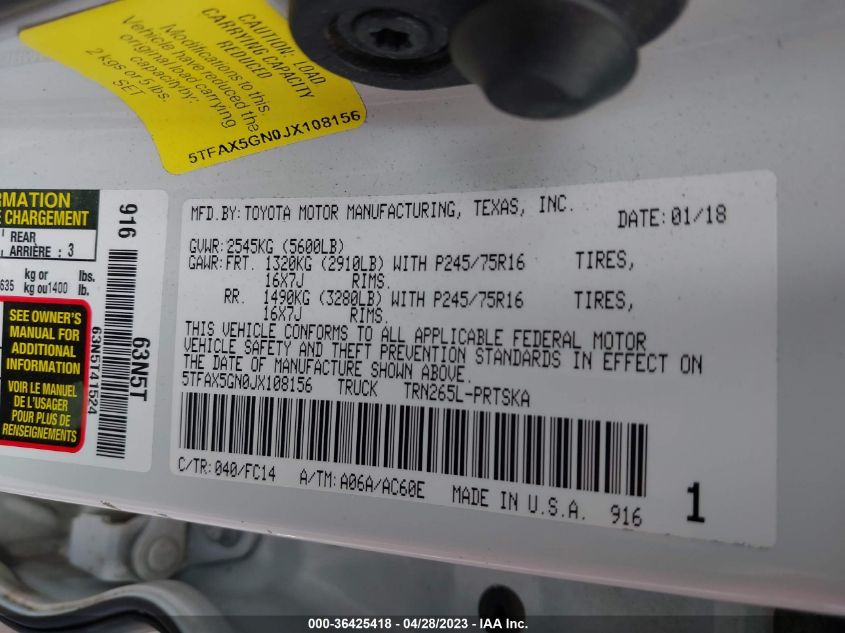 CAUTION: LOAD
CARRYING CAPACITY
REDUCED
Modifications to this
Vehicle have reduced the
original load carrying
capacity by:
2 kgs or 5 lbs.
SET
5TFAX5GN0JX108156
RMATION
E CHARGEMENT
REAR
ARRIÈRE : 3
635 kg or kg ou 1400 lbs. lb.
SEE OWNER'S
MANUAL FOR
ADDITIONAL
INFORMATION
VOIR LE MANUEL
DE L'USAGER
POUR PLUS DE
RENSEIGNEMENTS
916
63N5T
63N5T41524
MFD.BY:TOYOTA MOTOR MANUFACTURING, TEXAS, INC. DATE:01/18
GVWR:2545KG (5600LB)
GAWR:FRT. 1320KG (2910LB) WITH P245/75R16 TIRES,
16X7J RIMS.
RR. 1490KG (3280LB) WITH P245/75R16 TIRES,
16X7J RIMS.
THIS VEHICLE CONFORMS TO ALL APPLICABLE FEDERAL MOTOR
VEHICLE SAFETY AND THEFT PREVENTION STANDARDS IN EFFECT ON
THE DATE OF MANUFACTURE SHOWN ABOVE.
5TFAX5GN0JX108156 TRUCK TRN265L-PRTSKA
C/TR:040/FC14 A/TM:A06A/AC60E MADE IN U.S.A. 916 1
000-36425418 - 04/28/2023 - IAA Inc.